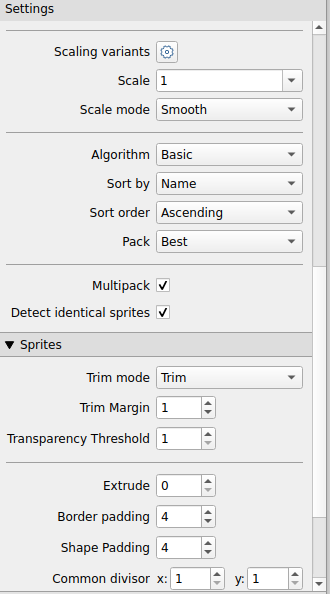 Settings
Scaling variants
Scale 1
Scale mode Smooth
Algorithm Basic
Sort by Name
Sort order Ascending
Pack Best
Multipack
Detect identical sprites
Sprites
Trim mode Trim
Trim Margin 1
Transparency Threshold 1
Extrude 0
Border padding 4
Shape Padding 4
Common divisor x: 1 y: 1